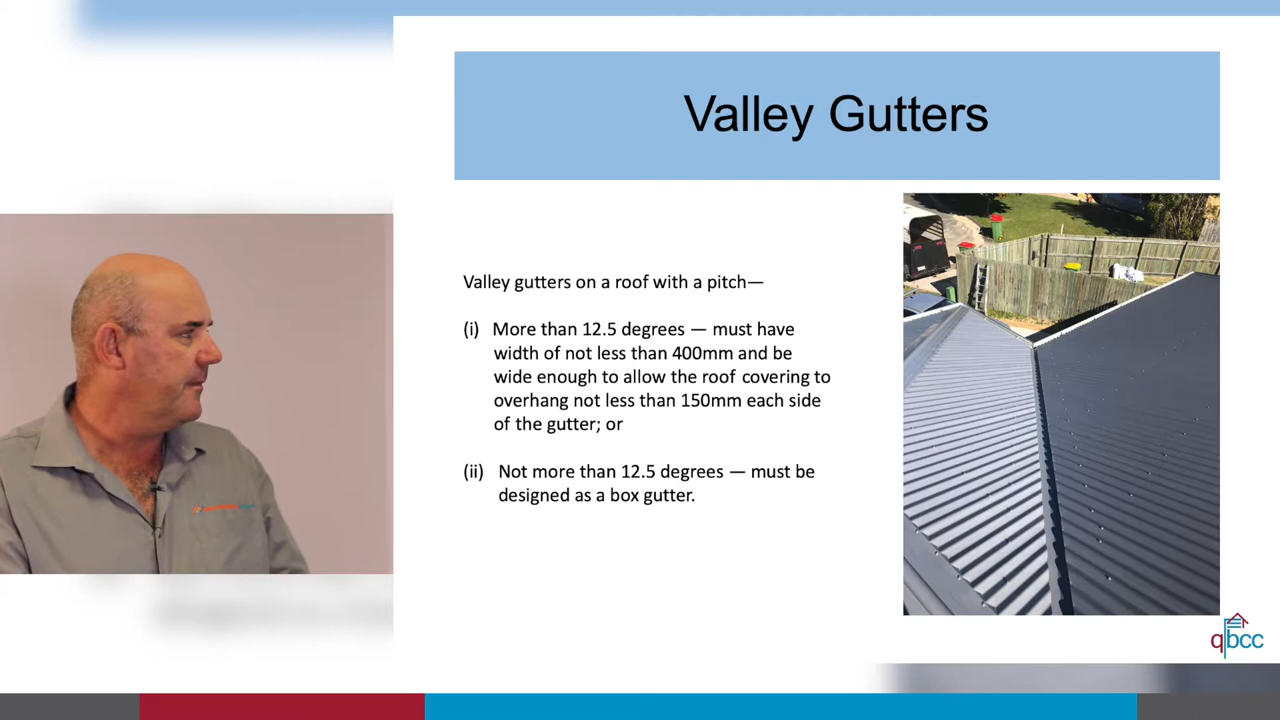 Valley Gutters
Valley gutters on a roof with a pitch—
(i) More than 12.5 degrees — must have
width of not less than 400mm and be
wide enough to allow the roof covering to
overhang not less than 150mm each side
of the gutter; or
(ii) Not more than 12.5 degrees — must be
designed as a box gutter.
qbcc